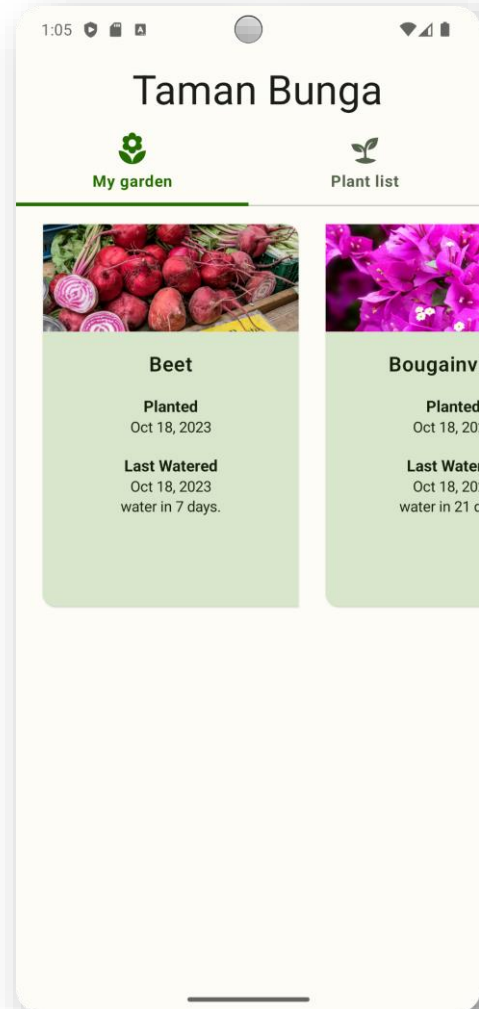 1:05
Taman Bunga
My garden
Plant list
Beet
Planted
Oct 18, 2023
Last Watered
Oct 18, 2023
water in 7 days.
Bougainv
Planted
Oct 18, 20
Last Water
Oct 18, 20
water in 21 d